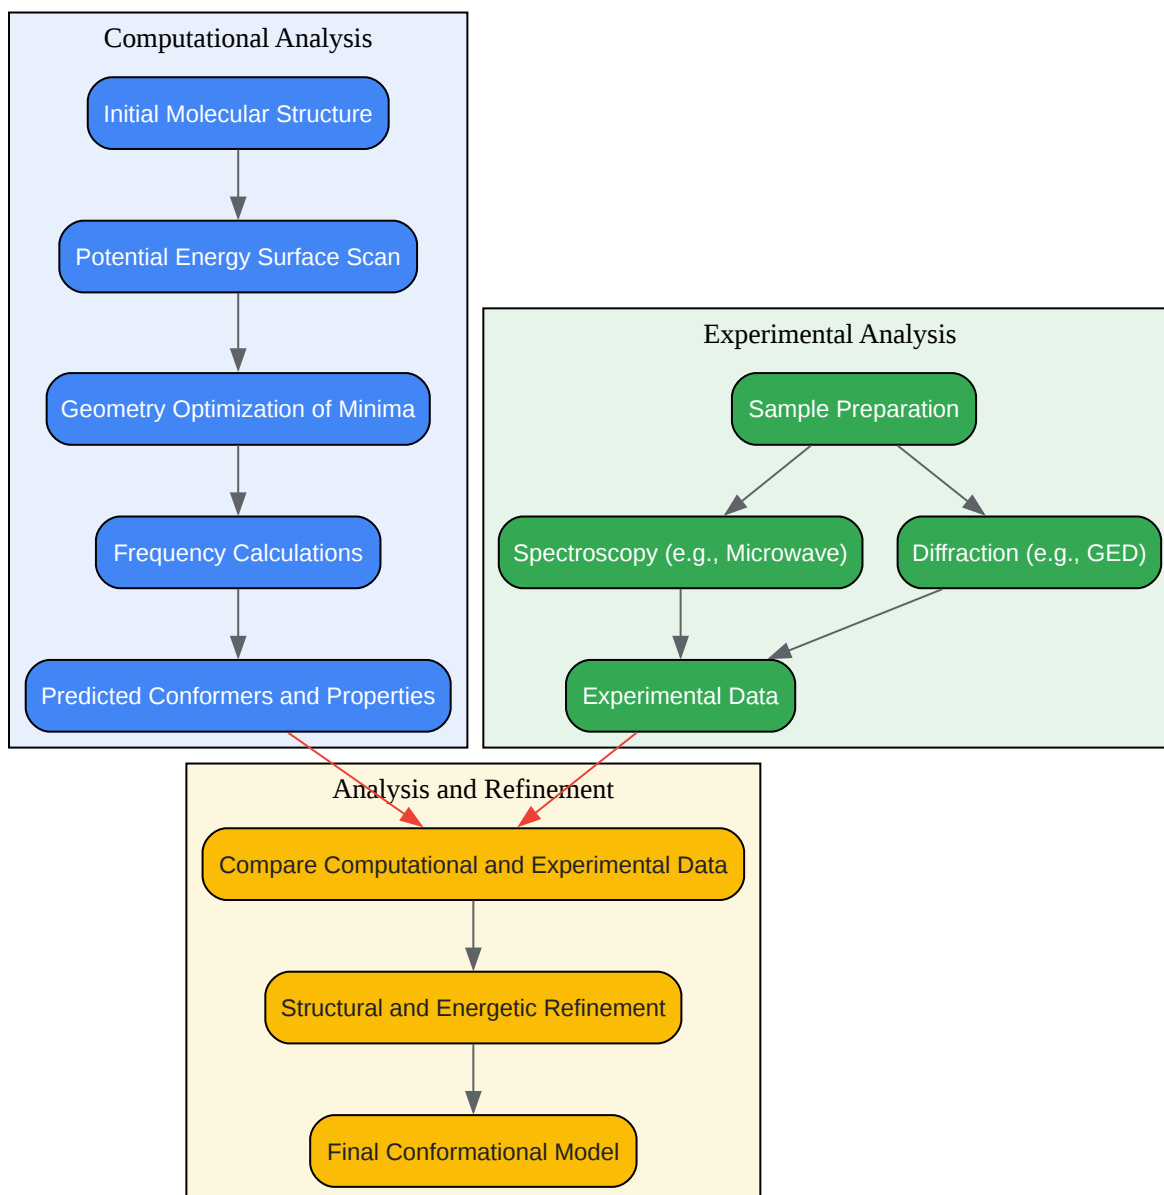 Computational Analysis
Initial Molecular Structure
Potential Energy Surface Scan
Geometry Optimization of Minima
Frequency Calculations
Predicted Conformers and Properties
Experimental Analysis
Sample Preparation
Spectroscopy (e.g., Microwave)
Diffraction (e.g., GED)
Experimental Data
Analysis and Refinement
Compare Computational and Experimental Data
Structural and Energetic Refinement
Final Conformational Model